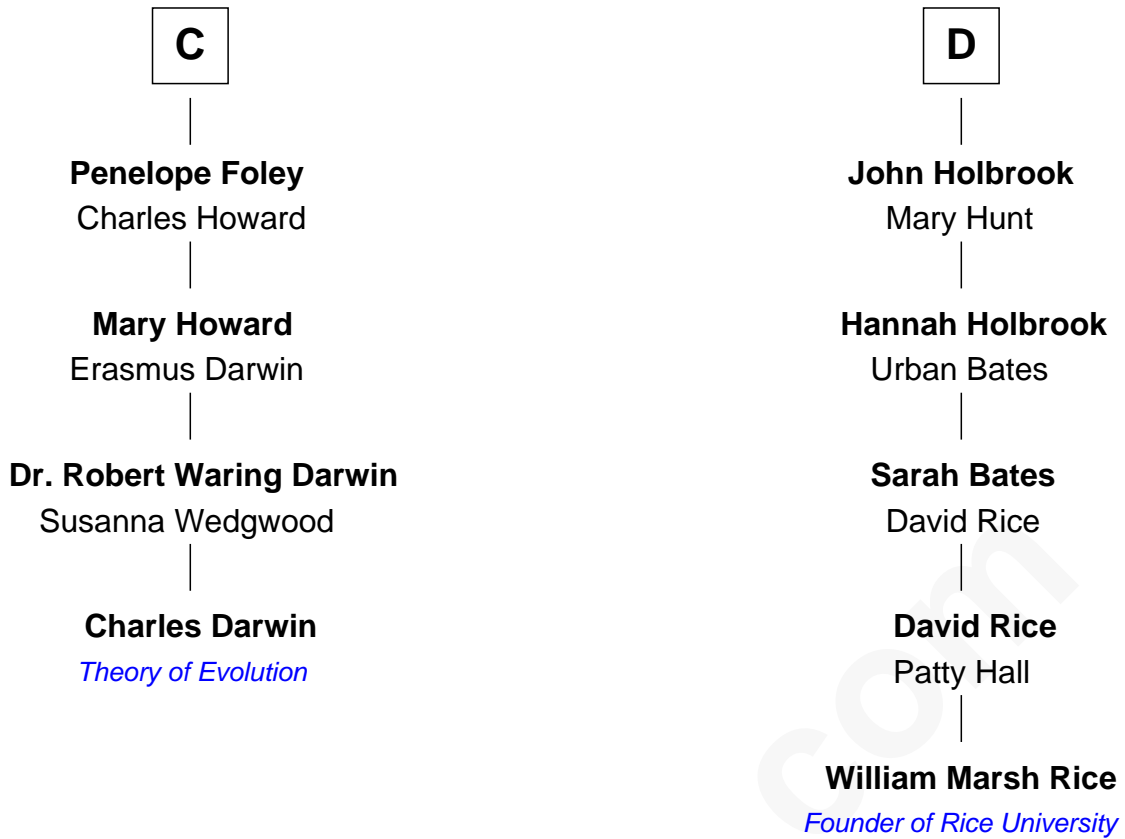 C
Penelope Foley
Charles Howard
Mary Howard
Erasmus Darwin
Dr. Robert Waring Darwin
Susanna Wedgwood
Charles Darwin
Theory of Evolution
D
John Holbrook
Mary Hunt
Hannah Holbrook
Urban Bates
Sarah Bates
David Rice
David Rice
Patty Hall
William Marsh Rice
Founder of Rice University
com